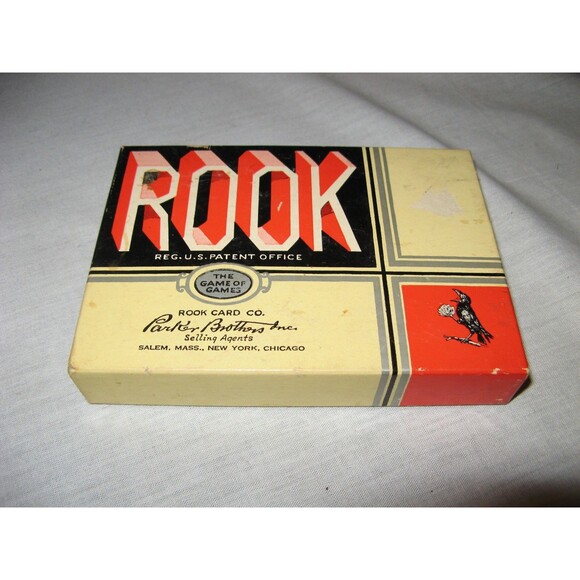 ROOK
REG. U.S. PATENT OFFICE
THE
GAME OF
GAMES
ROOK CARD CO.
Parker Brothers Inc.
Selling Agents
SALEM, MASS., NEW YORK, CHICAGO